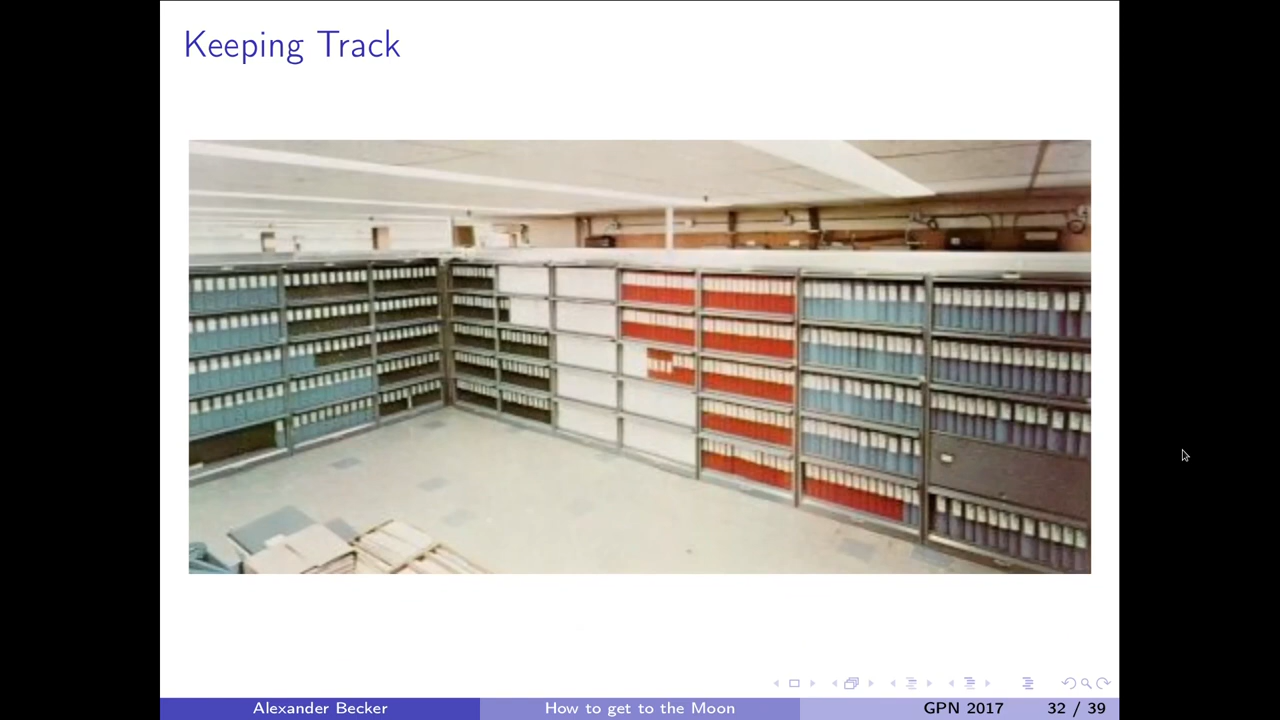 Keeping Track
Alexander Becker
How to get to the Moon
GPN 2017
32 / 39